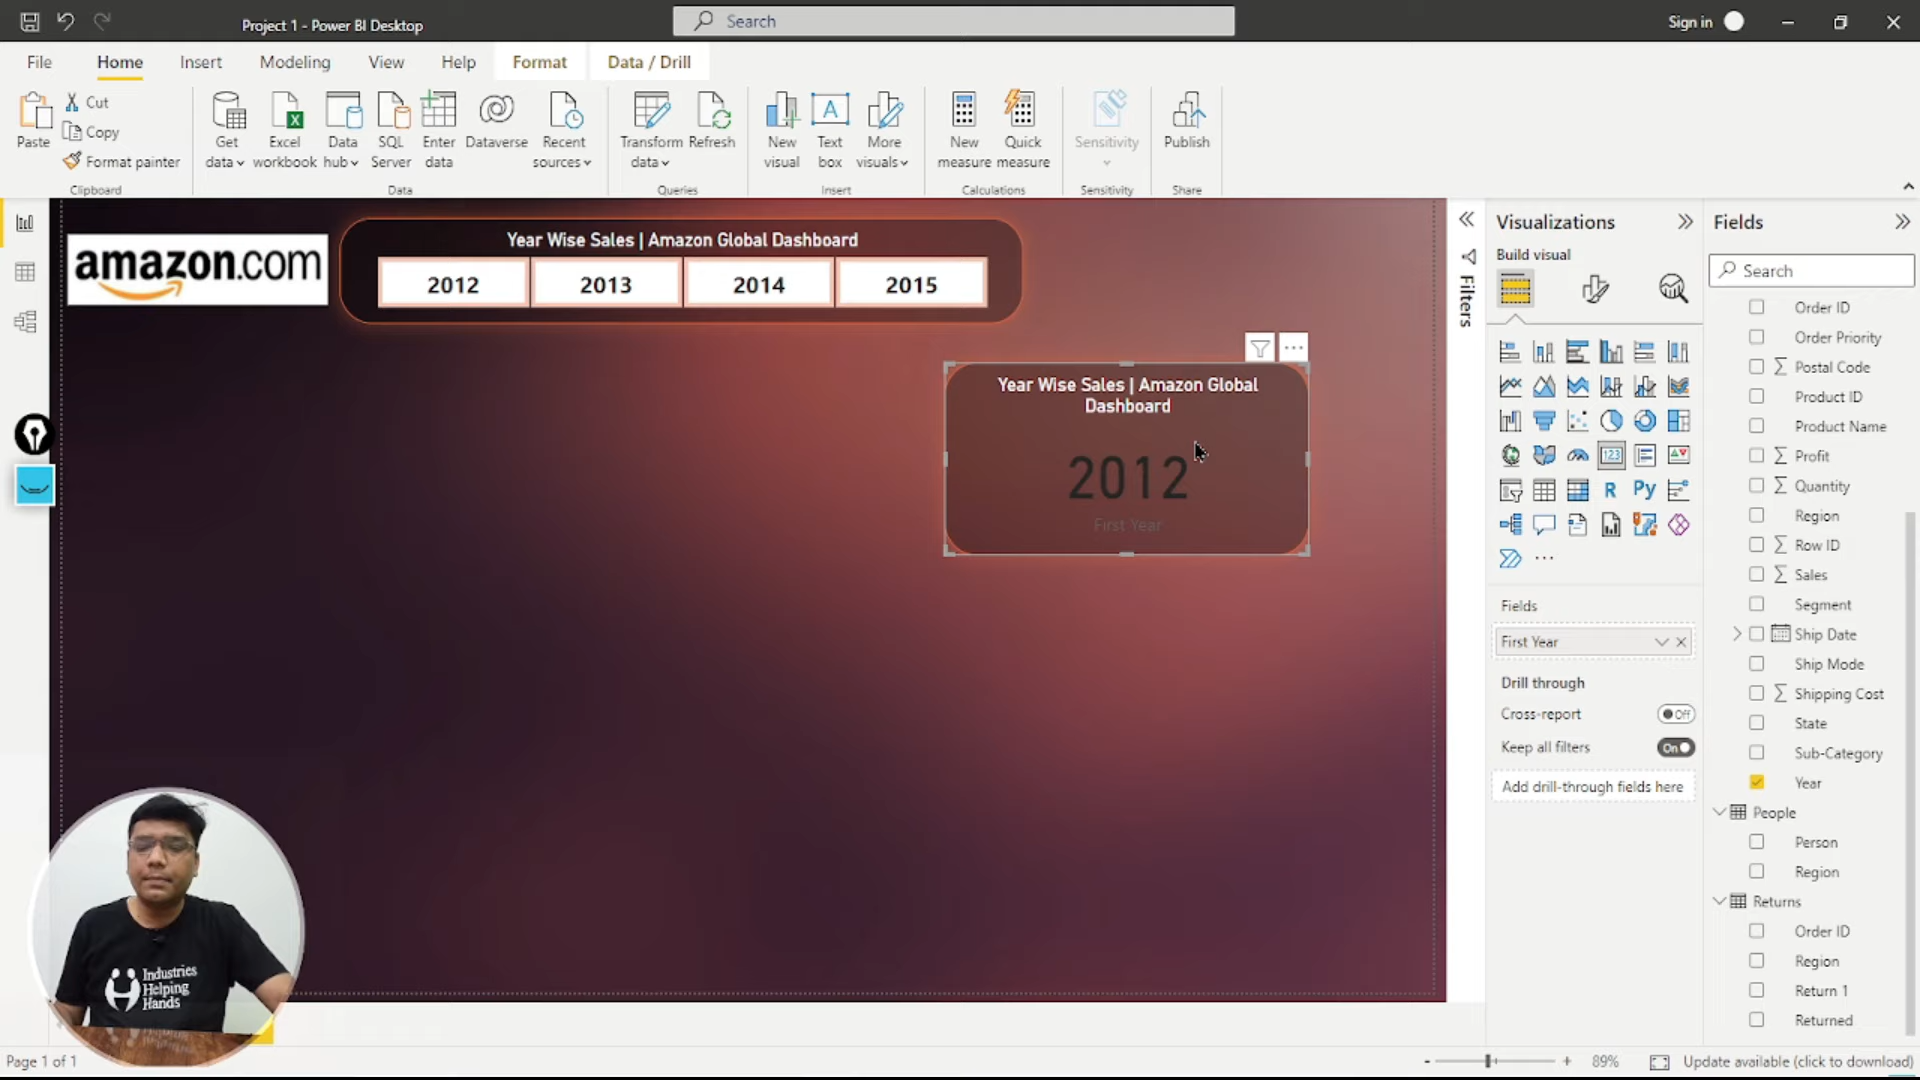 Project 1 - Power BI Desktop
Search
Sign in
File
Home
Insert
Modeling
View
Help
Format
Data / Drill
Paste
Cut
Copy
Format painter
Clipboard
Get data
Excel workbook
Data hub
SQL Server
Enter data
Dataverse
Recent sources
Data
Transform data
Refresh
Queries
New visual
Text box
More visuals
Insert
New measure
Quick measure
Calculations
Sensitivity
Sensitivity
Publish
Share
amazon.com
Year Wise Sales | Amazon Global Dashboard
2012
2013
2014
2015
Year Wise Sales | Amazon Global
Dashboard
2012
First Year
Filters
Visualizations
Build visual
123
R
Py
Fields
First Year
Drill through
Cross-report
Off
Keep all filters
On
Add drill-through fields here
Fields
Search
Order ID
Order Priority
Postal Code
Product ID
Product Name
Profit
Quantity
Region
Row ID
Sales
Segment
Ship Date
Ship Mode
Shipping Cost
State
Sub-Category
Year
People
Person
Region
Returns
Order ID
Region
Return 1
Returned
Industries
Helping
Hands
Page 1 of 1
89%
Update available (click to download)